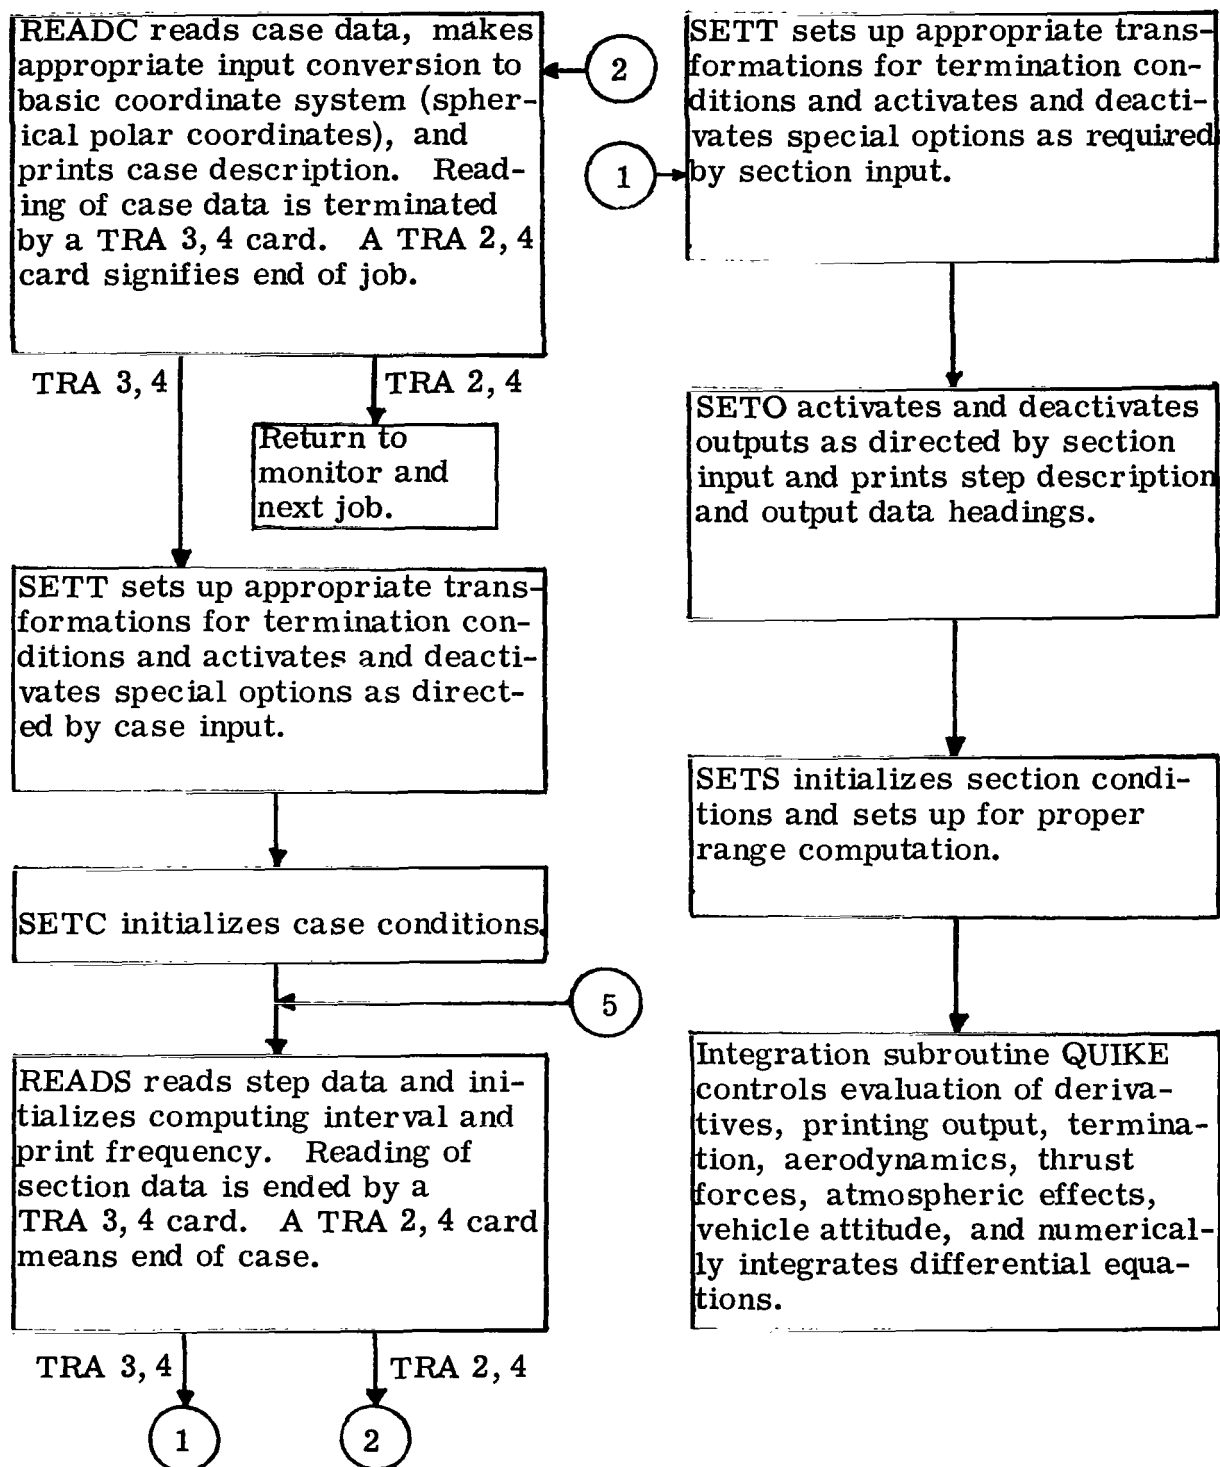 READC reads case data, makes
appropriate input conversion to
basic coordinate system (spher-
ical polar coordinates), and
prints case description. Read-
ing of case data is terminated
by a TRA 3, 4 card. A TRA 2, 4
card signifies end of job.
2
1
TRA 3, 4
TRA 2, 4
Return to
monitor and
next job.
SETT sets up appropriate trans-
formations for termination con-
ditions and activates and deacti-
vates special options as direct-
ed by case input.
SETC initializes case conditions.
5
READS reads step data and ini-
tializes computing interval and
print frequency. Reading of
section data is ended by a
TRA 3, 4 card. A TRA 2, 4 card
means end of case.
TRA 3, 4
TRA 2, 4
1
2
SETT sets up appropriate trans-
formations for termination con-
ditions and activates and deacti-
vates special options as required
by section input.
SETO activates and deactivates
outputs as directed by section
input and prints step description
and output data headings.
SETS initializes section condi-
tions and sets up for proper
range computation.
Integration subroutine QUIKE
controls evaluation of deriva-
tives, printing output, termina-
tion, aerodynamics, thrust
forces, atmospheric effects,
vehicle attitude, and numerical-
ly integrates differential equa-
tions.